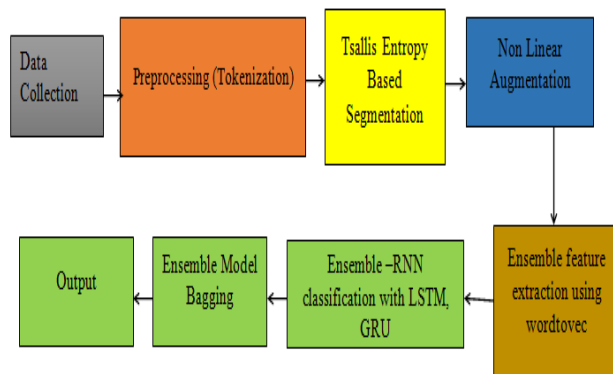 Data
Collection
Preprocessing (Tokenization)
Tsallis Entropy
Based
Segmentation
Non Linear
Augmentation
Ensemble feature
extraction using
wordtovec
Ensemble –RNN
classification with LSTM,
GRU
Ensemble Model
Bagging
Output